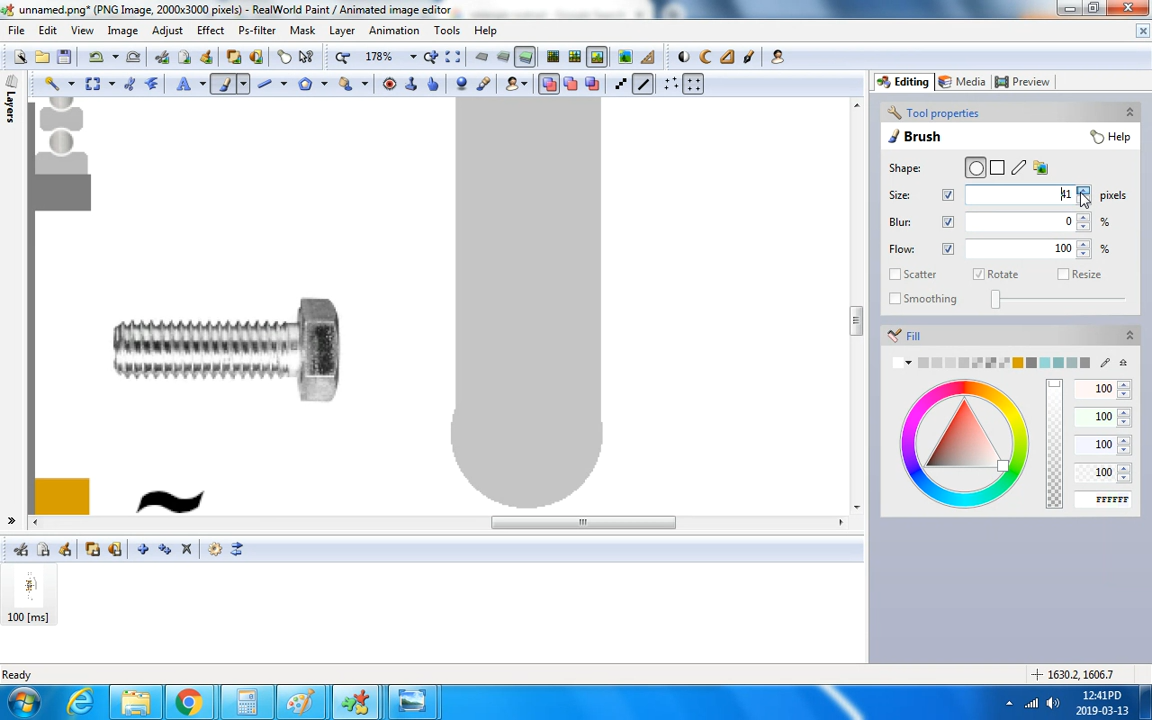 unnamed.png* (PNG Image, 2000x3000 pixels) - RealWorld Paint / Animated image editor
File Edit View Image Adjust Effect Ps-filter Mask Layer Animation Tools Help
178%
Layers
Editing Media Preview
Tool properties
Brush Help
Shape:
Size: 41 pixels
Blur: 0 %
Flow: 100 %
Scatter Rotate Resize
Smoothing
Fill
100
100
100
100
FFFFFF
100 [ms]
Ready 1630.2, 1606.7
12:41PD
2019-03-13